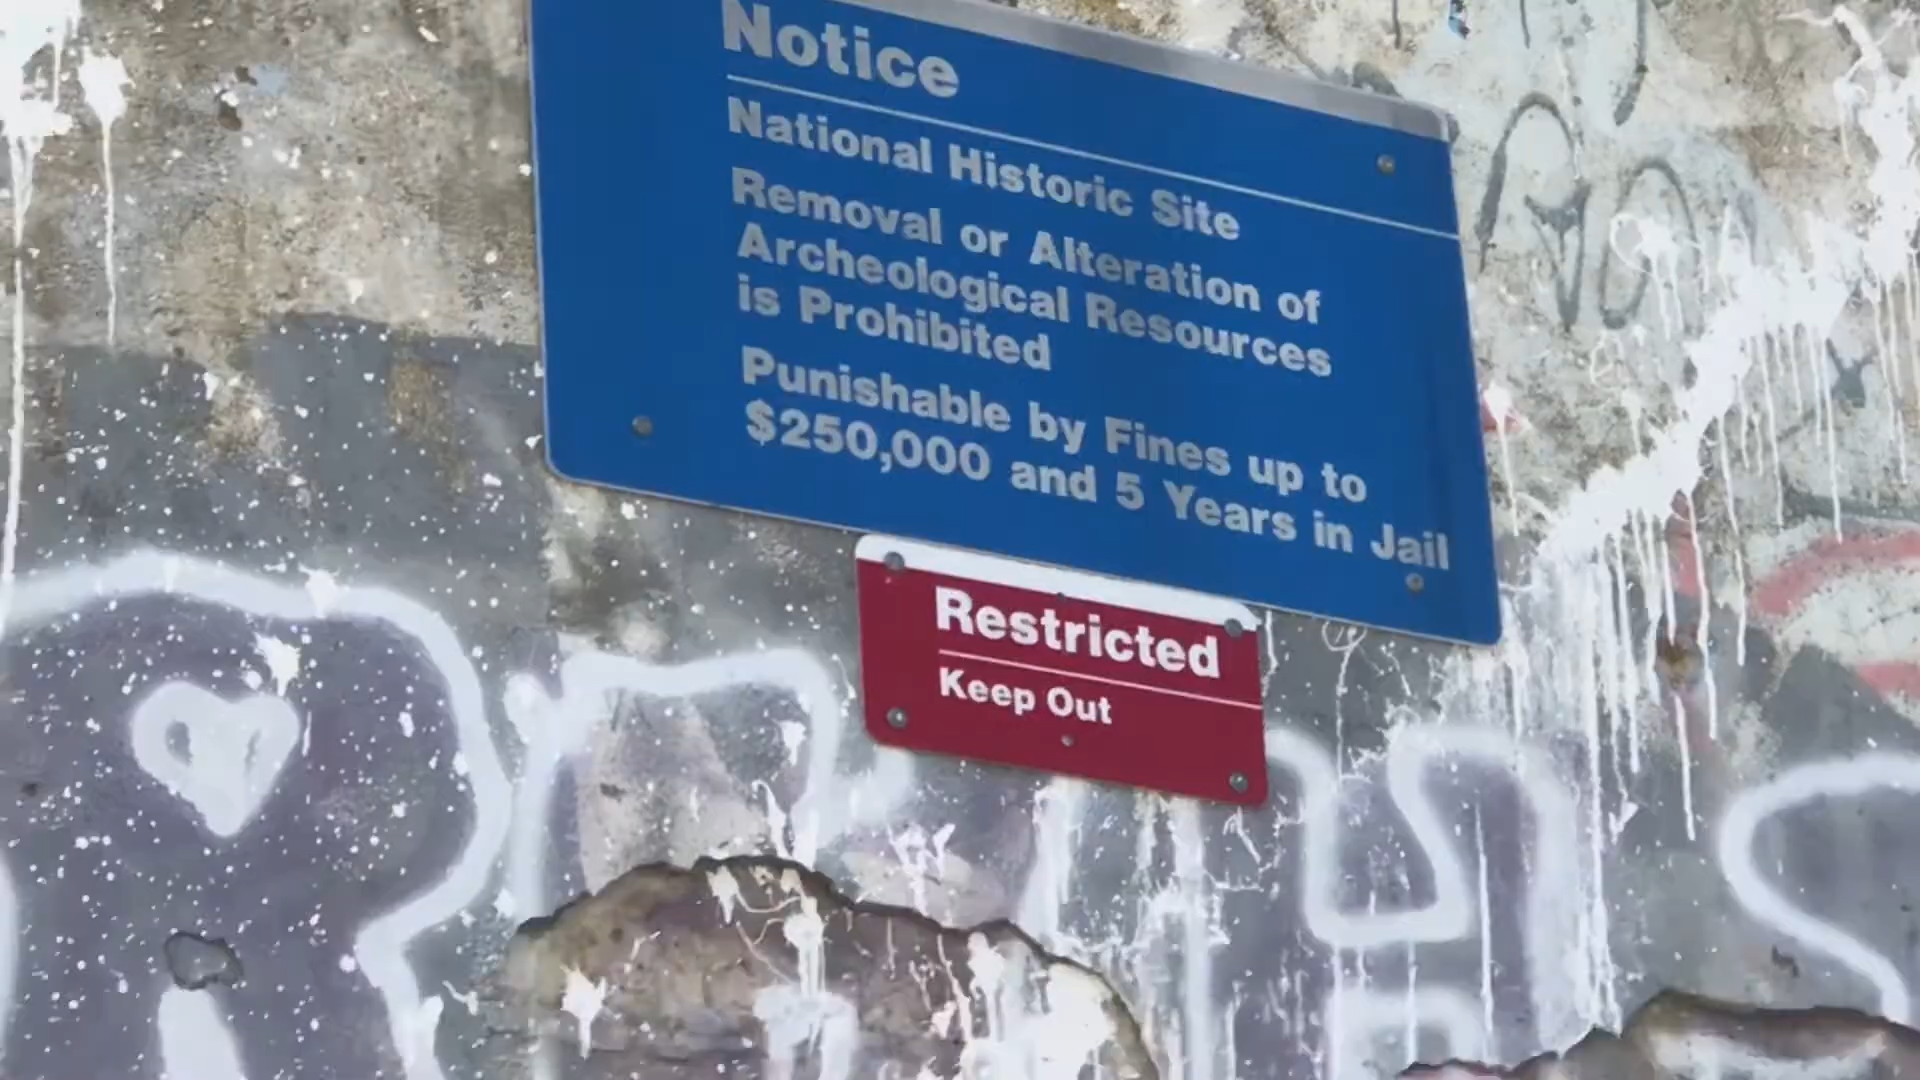 Notice
National Historic Site
Removal or Alteration of
Archeological Resources
is Prohibited
Punishable by Fines up to
$250,000 and 5 Years in Jail
Restricted
Keep Out